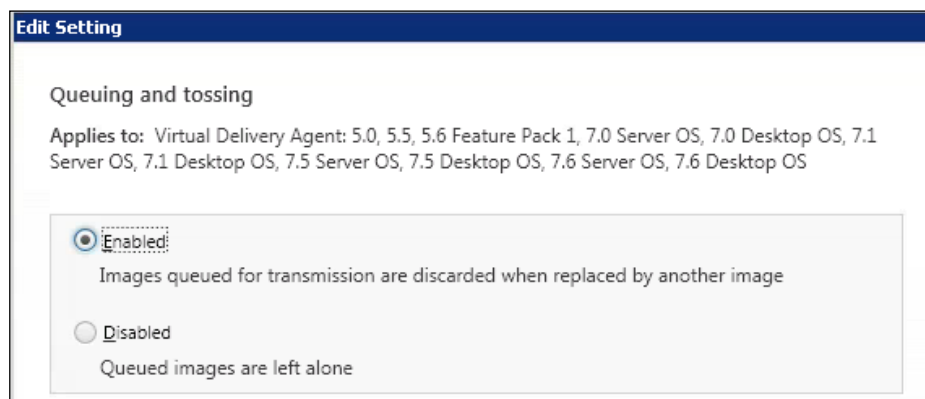 Edit Setting
Queuing and tossing
Applies to: Virtual Delivery Agent: 5.0, 5.5, 5.6 Feature Pack 1, 7.0 Server OS, 7.0 Desktop OS, 7.1
Server OS, 7.1 Desktop OS, 7.5 Server OS, 7.5 Desktop OS, 7.6 Server OS, 7.6 Desktop OS
Enabled
Images queued for transmission are discarded when replaced by another image
Disabled
Queued images are left alone